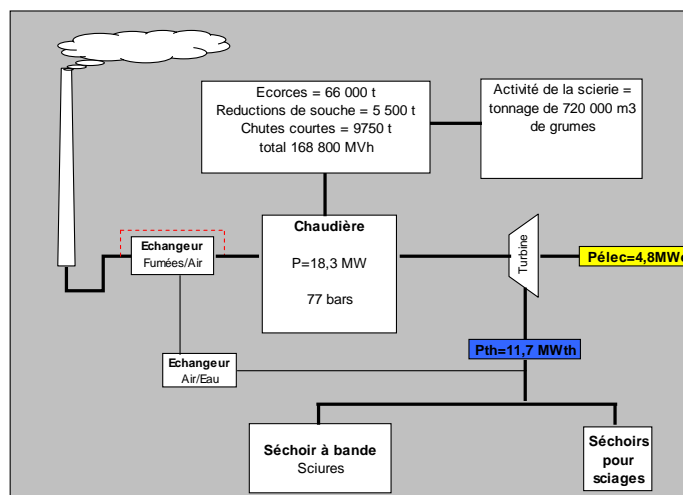 Ecorces = 66 000 t
Reductions de souche = 5 500 t
Chutes courtes = 9750 t
total 168 800 MVh
Activité de la scierie =
tonnage de 720 000 m3
de grumes
Chaudière
P=18,3 MW
77 bars
Echangeur
Fumées/Air
Turbine
Pélec=4,8MWe
Pth=11,7 MWth
Echangeur
Air/Eau
Séchoir à bande
Sciures
Séchoirs
pour
sciages